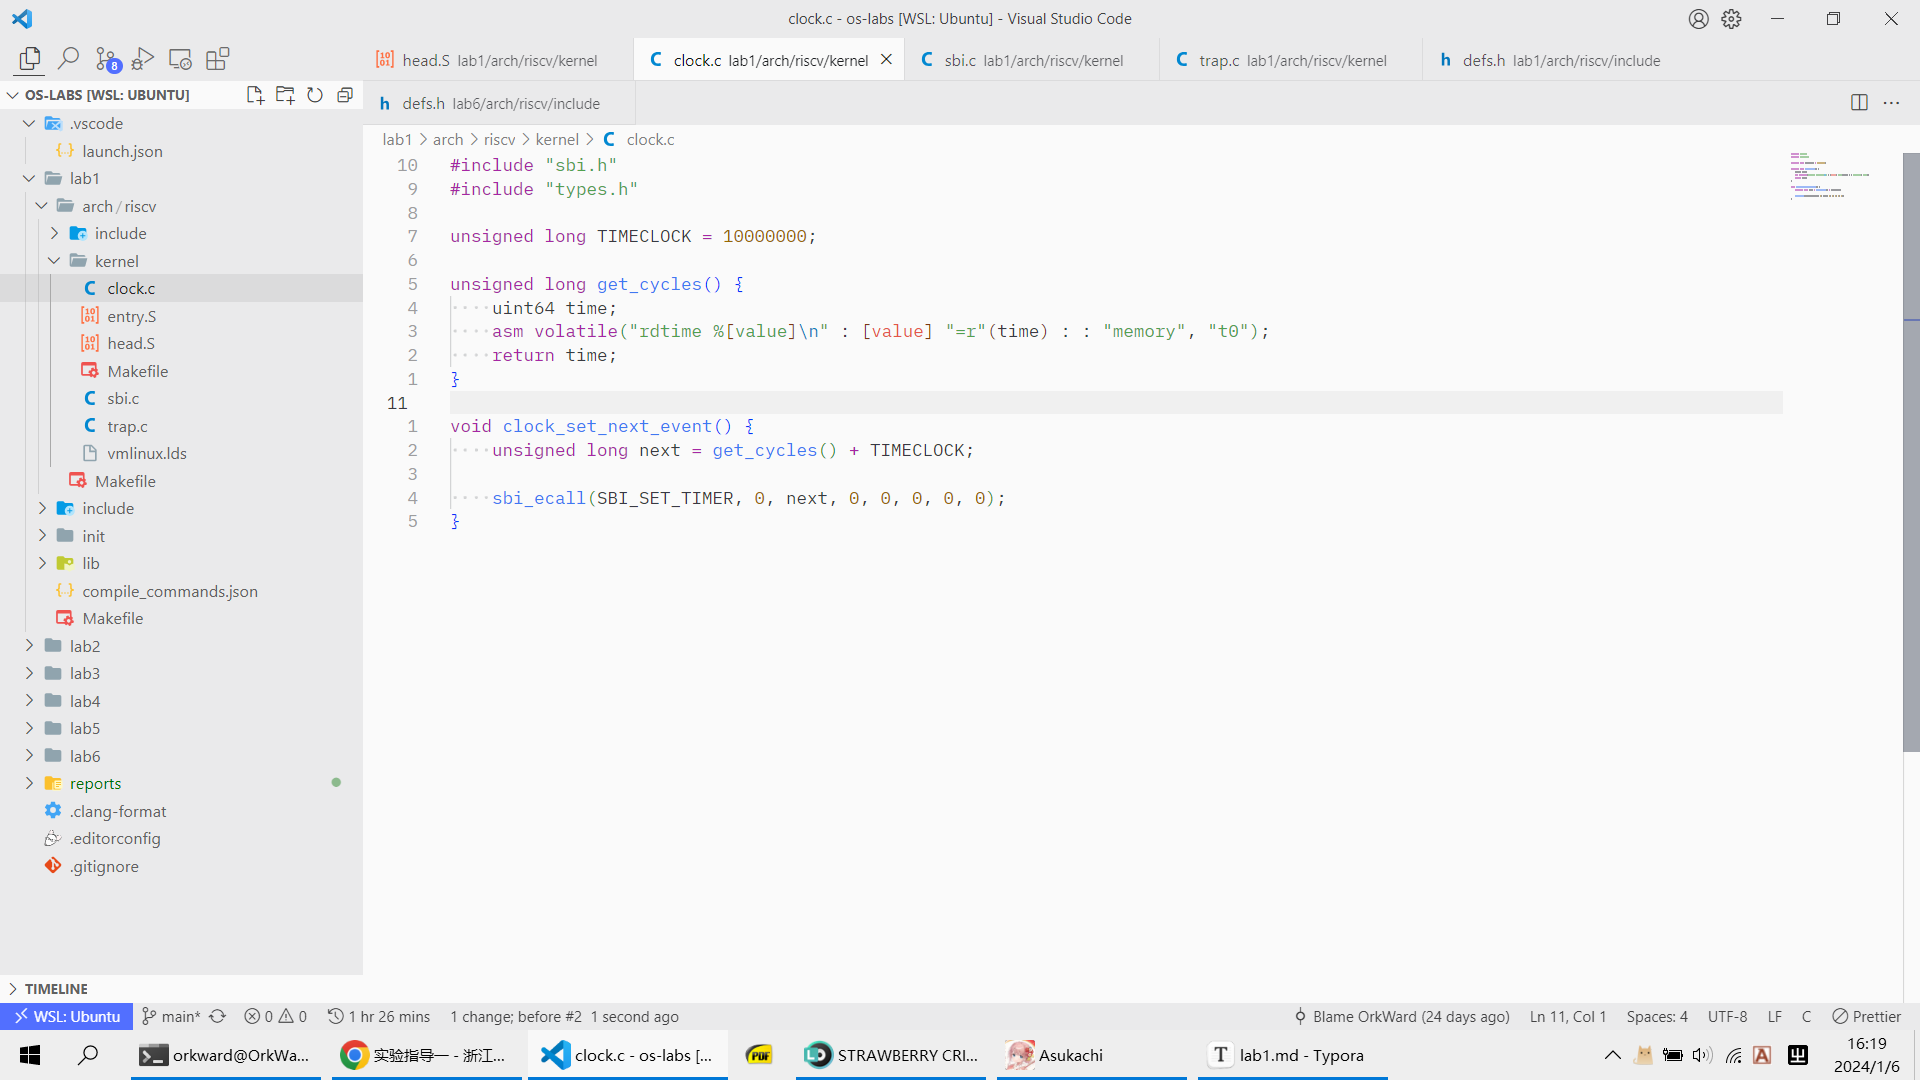 clock.c - os-labs [WSL: Ubuntu] - Visual Studio Code
8
head.S lab1/arch/riscv/kernel
clock.c lab1/arch/riscv/kernel
sbi.c lab1/arch/riscv/kernel
trap.c lab1/arch/riscv/kernel
defs.h lab1/arch/riscv/include
OS-LABS [WSL: UBUNTU]
defs.h lab6/arch/riscv/include
.vscode
launch.json
lab1
arch / riscv
include
kernel
clock.c
entry.S
head.S
Makefile
sbi.c
trap.c
vmlinux.lds
Makefile
include
init
lib
compile_commands.json
Makefile
lab2
lab3
lab4
lab5
lab6
reports
.clang-format
.editorconfig
.gitignore
TIMELINE
lab1 > arch > riscv > kernel > C clock.c
10 #include "sbi.h"
9 #include "types.h"
8
7 unsigned long TIMECLOCK = 10000000;
6
5 unsigned long get_cycles() {
4 ····uint64 time;
3 ····asm volatile("rdtime %[value]\n" : [value] "=r"(time) : : "memory", "t0");
2 ····return time;
1 }
11
1 void clock_set_next_event() {
2 ····unsigned long next = get_cycles() + TIMECLOCK;
3
4 ····sbi_ecall(SBI_SET_TIMER, 0, next, 0, 0, 0, 0, 0);
5 }
WSL: Ubuntu main* 0 0 1 hr 26 mins 1 change; before #2 1 second ago Blame OrkWard (24 days ago) Ln 11, Col 1 Spaces: 4 UTF-8 LF C Prettier
orkward@OrkWa...
实验指导一 - 浙江...
clock.c - os-labs [...
PDF
STRAWBERRY CRI...
Asukachi
T lab1.md - Typora
A
16:19
2024/1/6